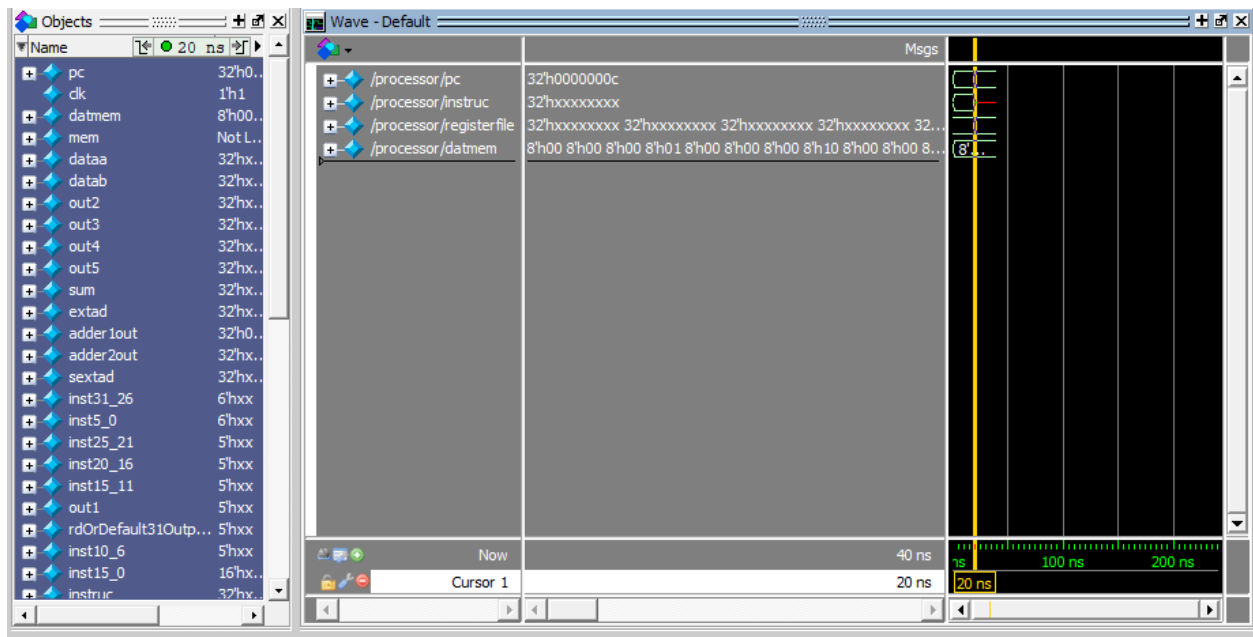 Objects
Name 20 ns
pc 32'h0..
clk 1'h1
datmem 8'h00..
mem Not L..
dataa 32'hx..
datab 32'hx..
out2 32'hx..
out3 32'hx..
out4 32'hx..
out5 32'hx..
sum 32'hx..
extad 32'hx..
adder1out 32'h0..
adder2out 32'hx..
sextad 32'hx..
inst31_26 6'hxx
inst5_0 6'hxx
inst25_21 5'hxx
inst20_16 5'hxx
inst15_11 5'hxx
out1 5'hxx
rdOrDefault31Outp... 5'hxx
inst10_6 5'hxx
inst15_0 16'hx..
instruc 32'hx..
Wave - Default
Msgs
/processor/pc 32'h0000000c
/processor/instruc 32'hxxxxxxxx
/processor/registerfile 32'hxxxxxxxx 32'hxxxxxxxx 32'hxxxxxxxx 32'hxxxxxxxx 32...
/processor/datmem 8'h00 8'h00 8'h00 8'h01 8'h00 8'h00 8'h00 8'h10 8'h00 8'h00 8... (8'...
Now 40 ns ns 100 ns 200 ns
Cursor 1 20 ns 20 ns